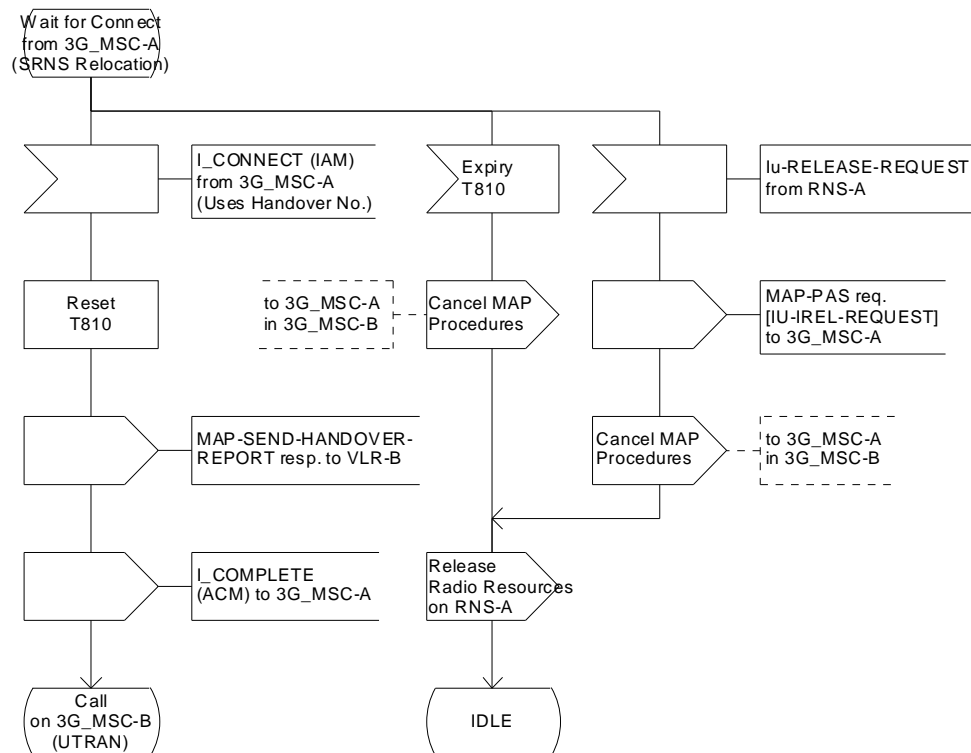 Wait for Connect
from 3G_MSC-A
(SRNS Relocation)
I_CONNECT (IAM)
from 3G_MSC-A
(Uses Handover No.)
Expiry
T810
Iu-RELEASE-REQUEST
from RNS-A
Reset
T810
to 3G_MSC-A
in 3G_MSC-B
Cancel MAP
Procedures
MAP-PAS req.
[IU-IREL-REQUEST]
to 3G_MSC-A
MAP-SEND-HANDOVER-
REPORT resp. to VLR-B
Cancel MAP
Procedures
to 3G_MSC-A
in 3G_MSC-B
I_COMPLETE
(ACM) to 3G_MSC-A
Release
Radio Resources
on RNS-A
Call
on 3G_MSC-B
(UTRAN)
IDLE